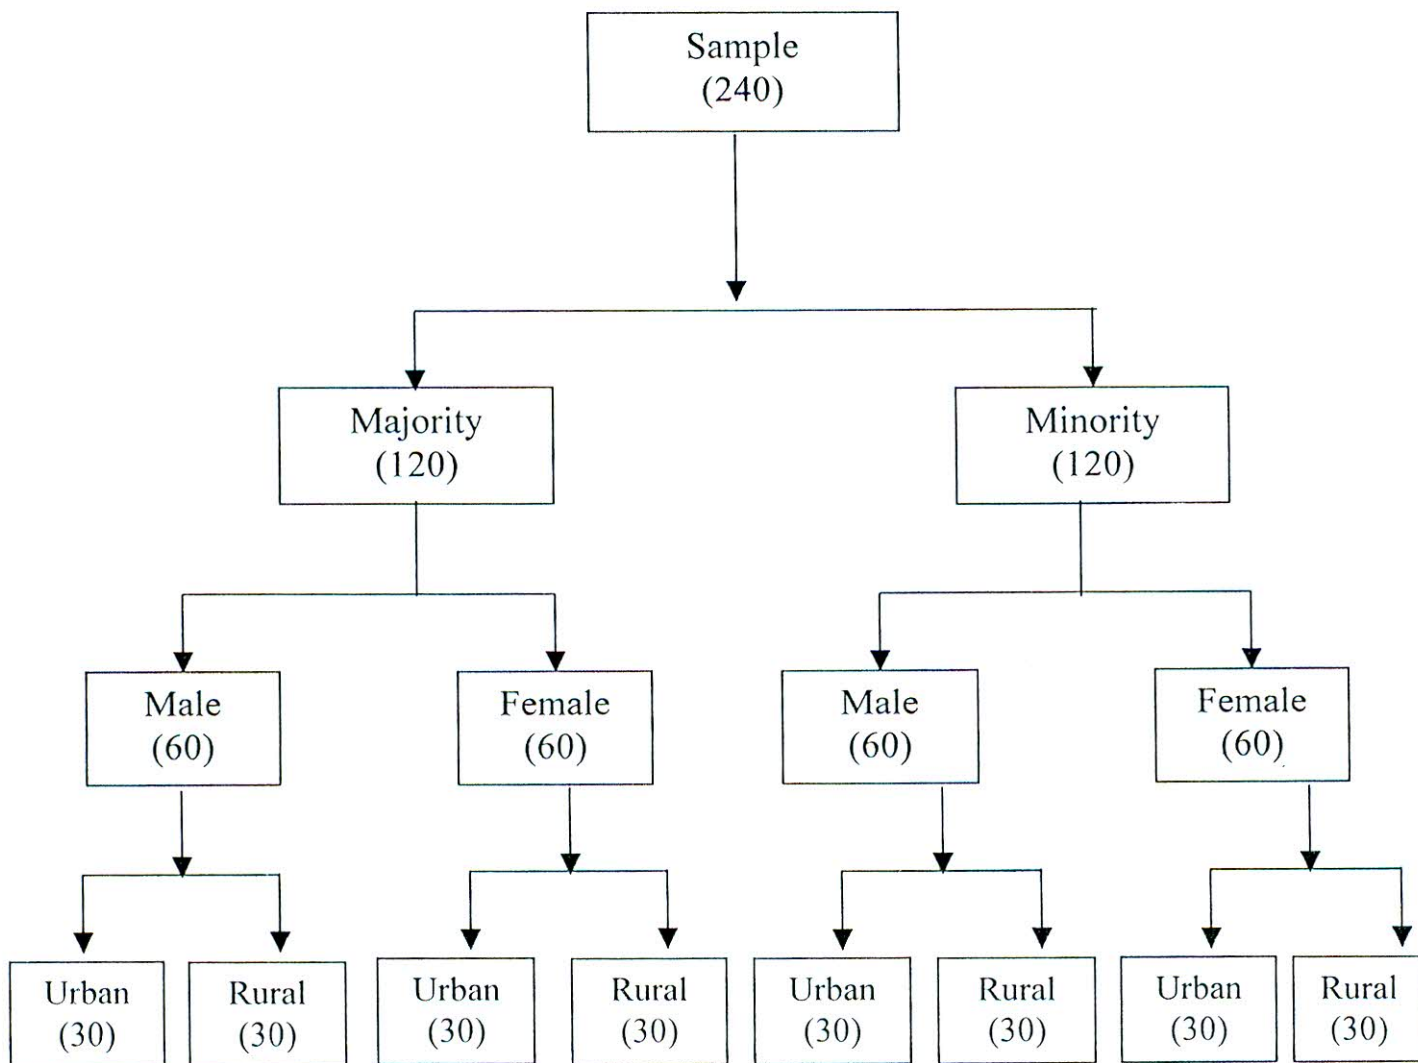 Sample
(240)
Majority
(120)
Minority
(120)
Male
(60)
Female
(60)
Male
(60)
Female
(60)
Urban
(30)
Rural
(30)
Urban
(30)
Rural
(30)
Urban
(30)
Rural
(30)
Urban
(30)
Rural
(30)